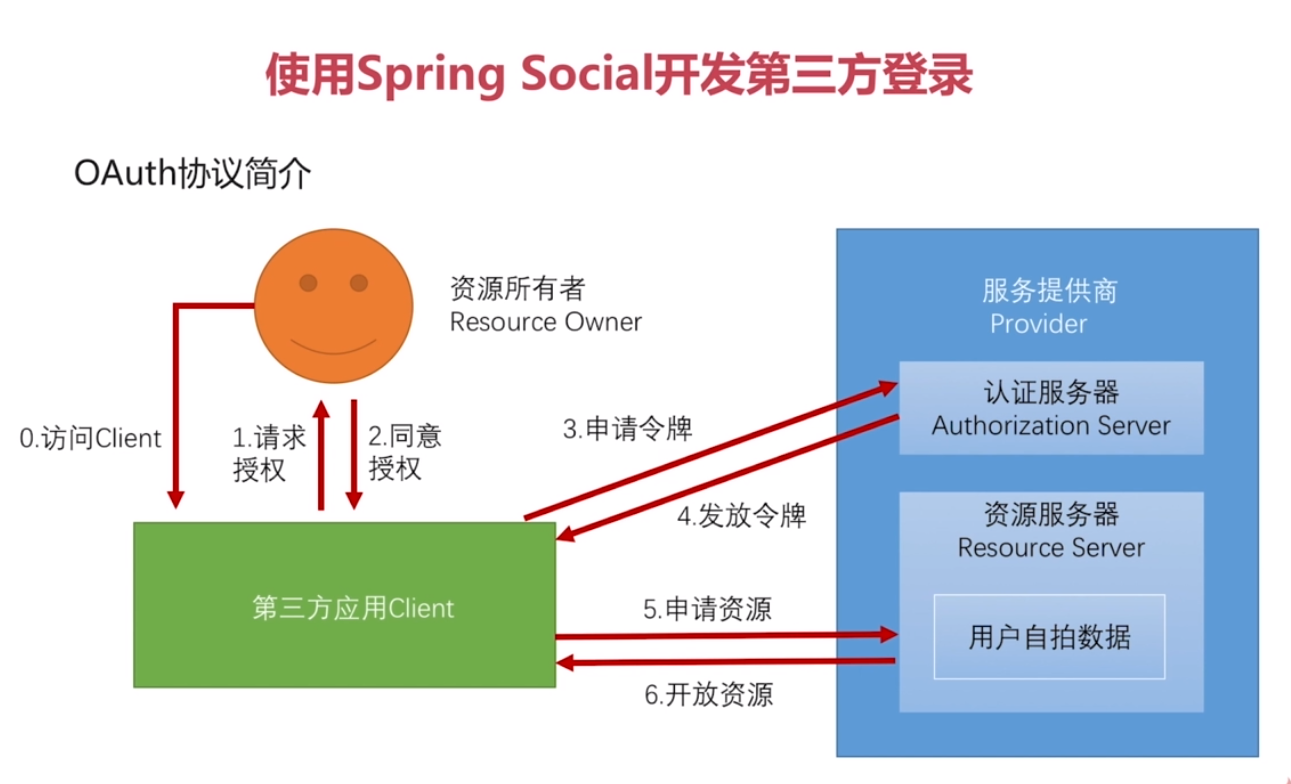 使用Spring Social开发第三方登录
OAuth协议简介
资源所有者
Resource Owner
服务提供商
Provider
认证服务器
Authorization Server
0.访问Client
1.请求
授权
2.同意
授权
3.申请令牌
4.发放令牌
资源服务器
Resource Server
第三方应用Client
5.申请资源
用户自拍数据
6.开放资源